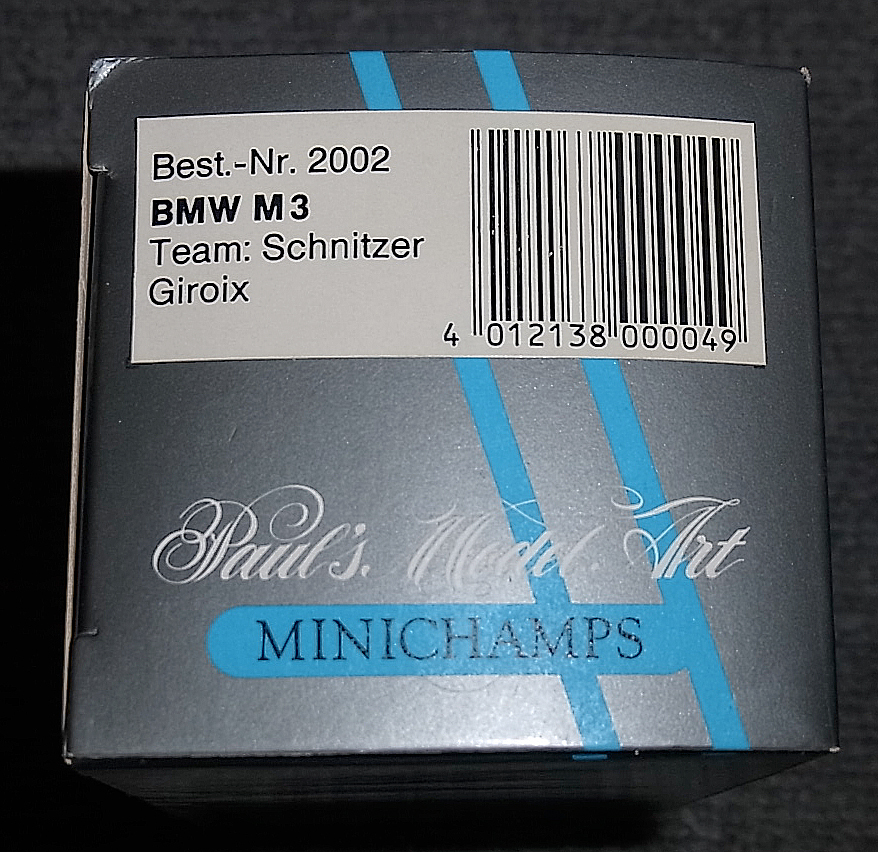 Best.-Nr. 2002
BMW M3
Team: Schnitzer
Giroix
4 012138 000049
Paul's Model Art
MINICHAMPS